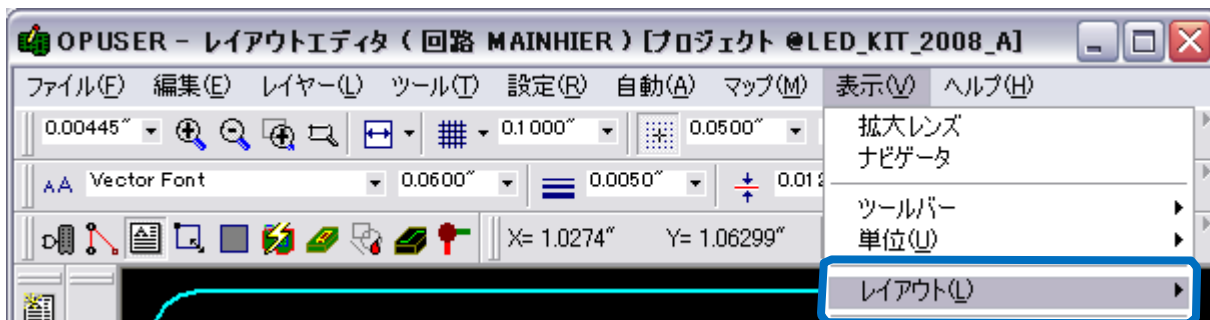 OPUSER - レイアウトエディタ ( 回路 MAINHIER ) [プロジェクト @LED_KIT_2008_A]
ファイル(F) 編集(E) レイヤー(L) ツール(T) 設定(R) 自動(A) マップ(M) 表示(V) ヘルプ(H)
0.00445" 0.1000" 0.0500"
Vector Font 0.0600" 0.0050"
X= 1.0274" Y= 1.06299"
拡大レンズ
ナビゲータ
ツールバー
単位(U)
レイアウト(L)